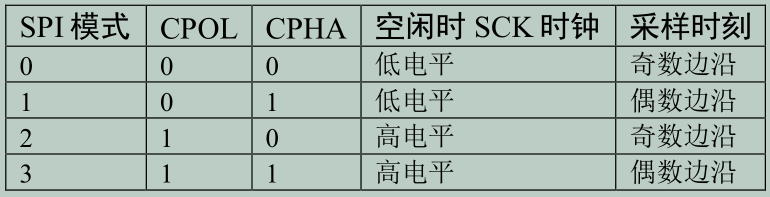 SPI 模式 CPOL CPHA 空闲时 SCK 时钟 采样时刻
0 0 0 低电平 奇数边沿
1 0 1 低电平 偶数边沿
2 1 0 高电平 奇数边沿
3 1 1 高电平 偶数边沿